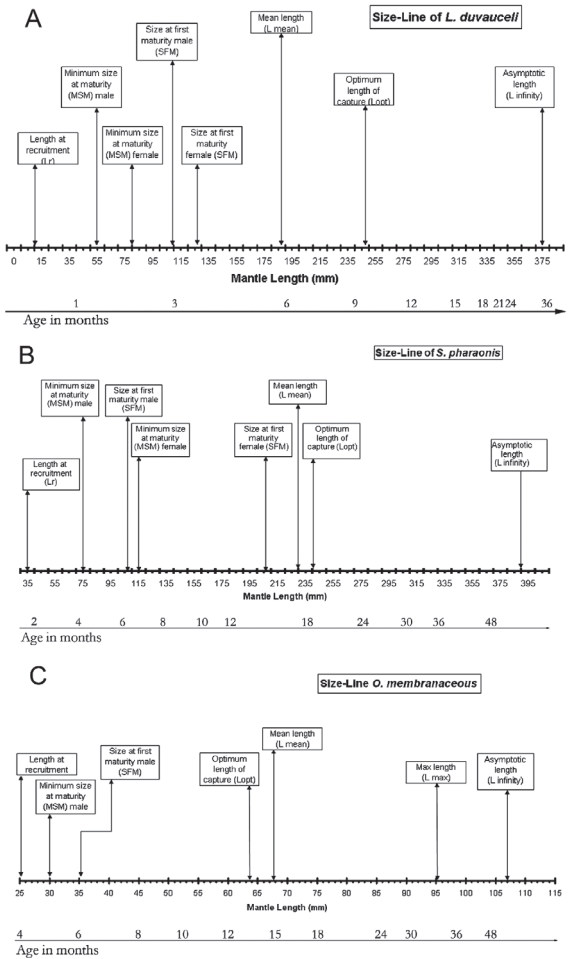 A
Size-Line of L. duvauceli
Mean length
(L mean)
Size at first
maturity male
(SFM)
Minimum size
at maturity
(MSM) male
Optimum
length of
capture (Lopt)
Asymptotic
length
(L infinity)
Length at
recruitment
(Lr)
Minimum size
at maturity
(MSM) female
Size at first
maturity
female (SFM)
0 15 35 55 75 95 115 135 155 175 195 215 235 255 275 295 315 335 355 375
Mantle Length (mm)
1 3 6 9 12 15 18 21 24 36
Age in months
B
Size-Line of S. pharaonis
Minimum size
at maturity
(MSM) male
Size at first
maturity male
(SFM)
Mean length
(L mean)
Minimum size
at maturity
(MSM) female
Size at first
maturity
female (SFM)
Optimum
length of
capture (Lopt)
Asymptotic
length
(L infinity)
Length at
recruitment
(Lr)
35 55 75 95 115 135 155 175 195 215 235 255 275 295 315 335 355 375 395
Mantle Length (mm)
2 4 6 8 10 12 18 24 30 36 48
Age in months
C
Size-Line O. membranaceous
Mean length
(L mean)
Length at
recruitment
Size at first
maturity male
(SFM)
Optimum
length of
capture (Lopt)
Max length
(L max)
Asymptotic
length
(L infinity)
Minimum size
at maturity
(MSM) male
25 30 35 40 45 50 55 60 65 70 75 80 85 90 95 100 105 110 115
Mantle Length (mm)
4 6 8 10 12 15 18 24 30 36 48
Age in months